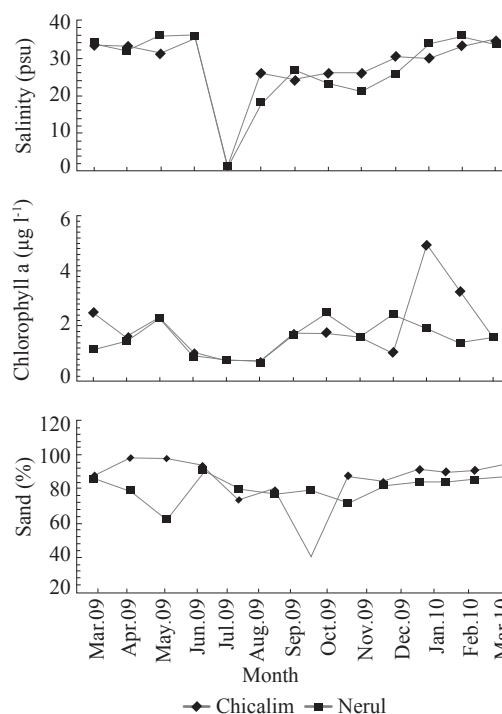 Salinity (psu)
40
30
20
10
0
Chlorophyll a (µg l-1)
6
4
2
0
Sand (%)
120
100
80
60
40
20
Mar.09
Apr.09
May.09
Jun.09
Jul.09
Aug.09
Sep.09
Oct.09
Nov.09
Dec.09
Jan.10
Feb.10
Mar.10
Month
Chicalim
Nerul